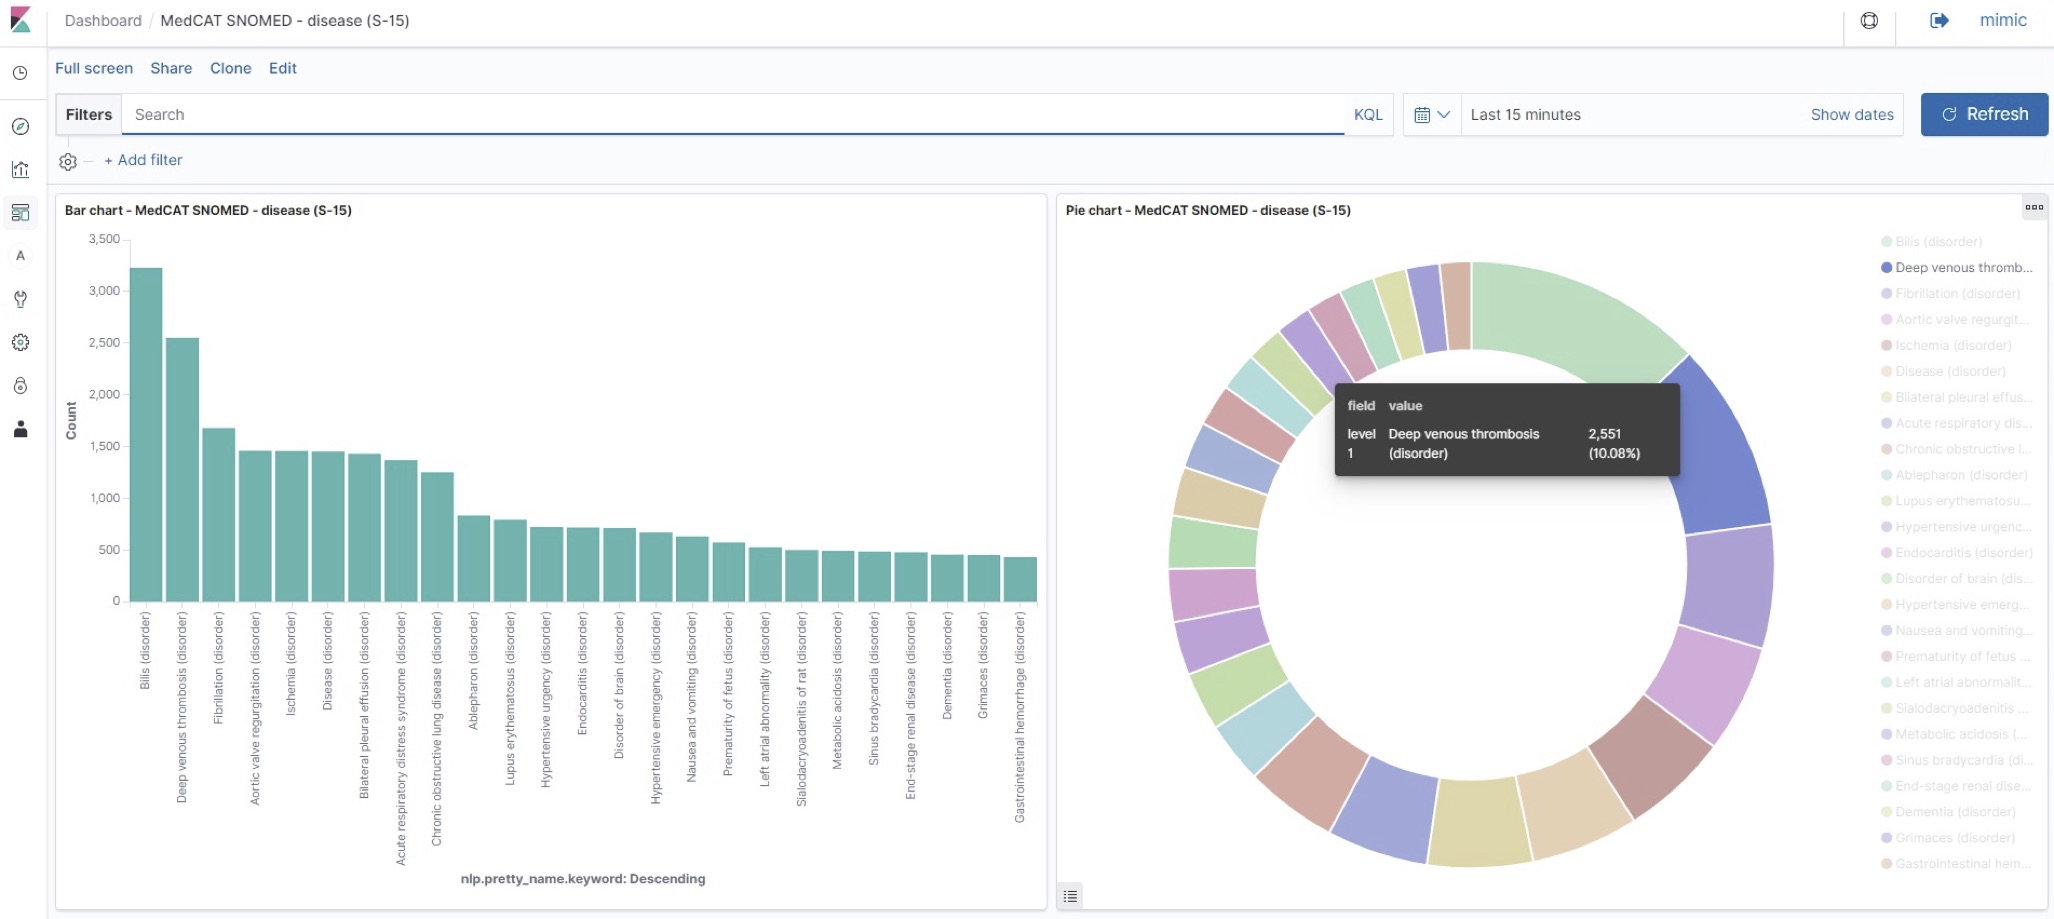 Dashboard / MedCAT SNOMED - disease (S-15)
mimic
Full screen Share Clone Edit
Filters Search KQL Last 15 minutes Show dates Refresh
+ Add filter
A
Bar chart - MedCAT SNOMED - disease (S-15)
3,500
3,000
2,500
2,000
1,500
1,000
500
0
Count
Bilis (disorder)
Deep venous thrombosis (disorder)
Fibrillation (disorder)
Aortic valve regurgitation (disorder)
Ischemia (disorder)
Disease (disorder)
Bilateral pleural effusion (disorder)
Acute respiratory distress syndrome (disorder)
Chronic obstructive lung disease (disorder)
Ablepharon (disorder)
Lupus erythematosus (disorder)
Hypertensive urgency (disorder)
Endocarditis (disorder)
Disorder of brain (disorder)
Hypertensive emergency (disorder)
Nausea and vomiting (disorder)
Prematurity of fetus (disorder)
Left atrial abnormality (disorder)
Sialodacryoadenitis of rat (disorder)
Metabolic acidosis (disorder)
Sinus bradycardia (disorder)
End-stage renal disease (disorder)
Dementia (disorder)
Grimaces (disorder)
Gastrointestinal hemorrhage (disorder)
nlp.pretty_name.keyword: Descending
Pie chart - MedCAT SNOMED - disease (S-15)
field value
level Deep venous thrombosis 2,551
1 (disorder) (10.08%)
Bilis (disorder)
Deep venous thromb...
Fibrillation (disorder)
Aortic valve regurgit...
Ischemia (disorder)
Disease (disorder)
Bilateral pleural effus...
Acute respiratory dis...
Chronic obstructive l...
Ablepharon (disorder)
Lupus erythematosu...
Hypertensive urgenc...
Endocarditis (disorder)
Disorder of brain (dis...
Hypertensive emerg...
Nausea and vomiting...
Prematurity of fetus ...
Left atrial abnormalit...
Sialodacryoadenitis ...
Metabolic acidosis (...
Sinus bradycardia (di...
End-stage renal dise...
Dementia (disorder)
Grimaces (disorder)
Gastrointestinal hem...